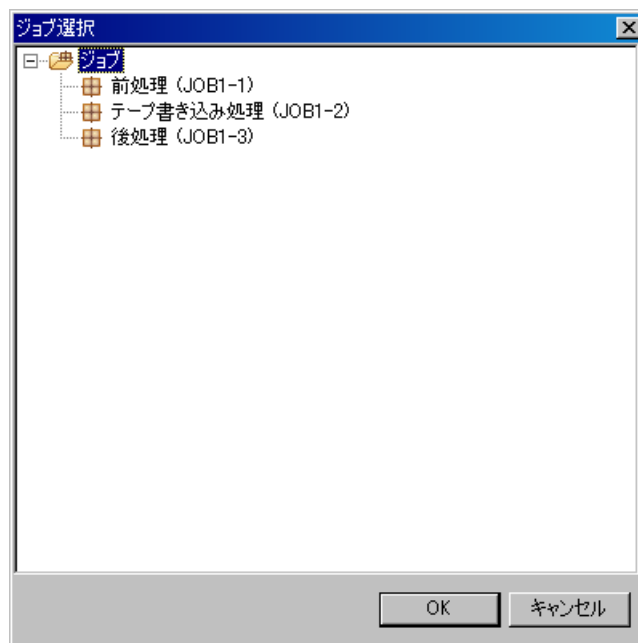 ジョブ選択
ジョブ
前処理 (JOB1-1)
テープ書き込み処理 (JOB1-2)
後処理 (JOB1-3)
OK
キャンセル